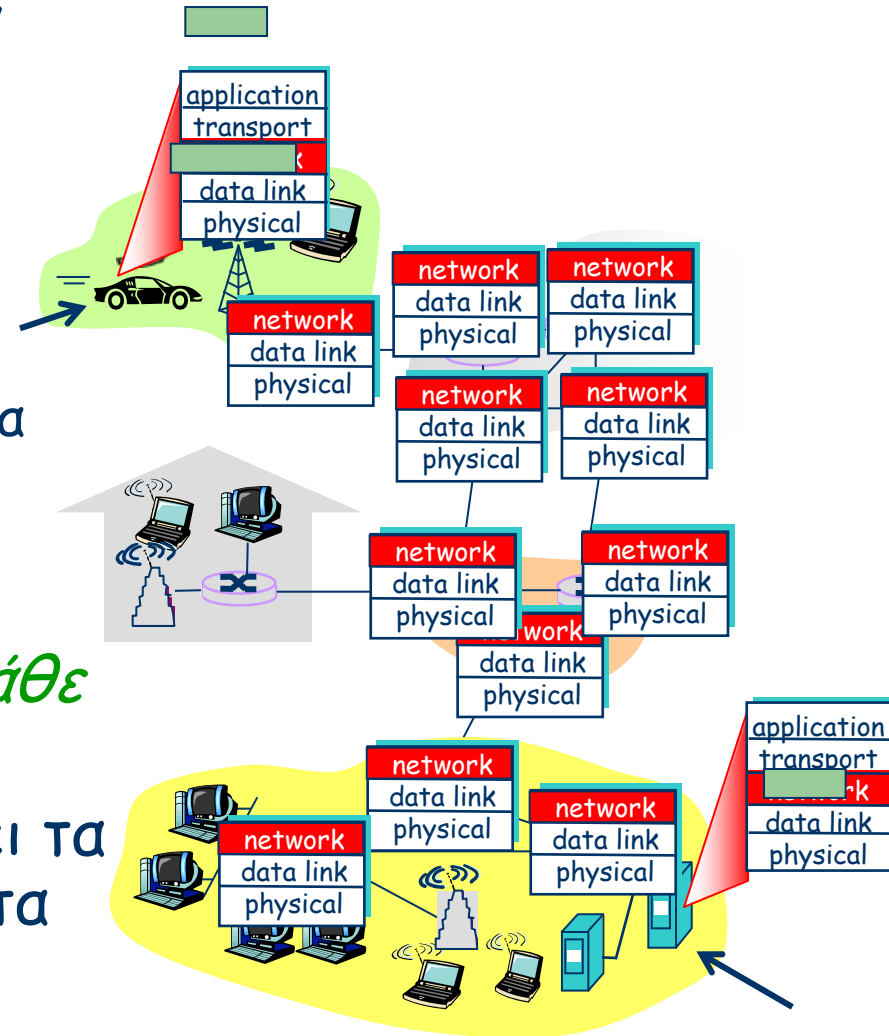 application
transport
k
data link
physical
network
data link
physical
network
data link
physical
network
data link
physical
network
data link
physical
network
data link
physical
α
network
data link
physical
network
data link
physical
work
data link
physical
άθε
application
transport
k
data link
physical
network
data link
physical
network
data link
physical
ει τα
τα
network
data link
physical